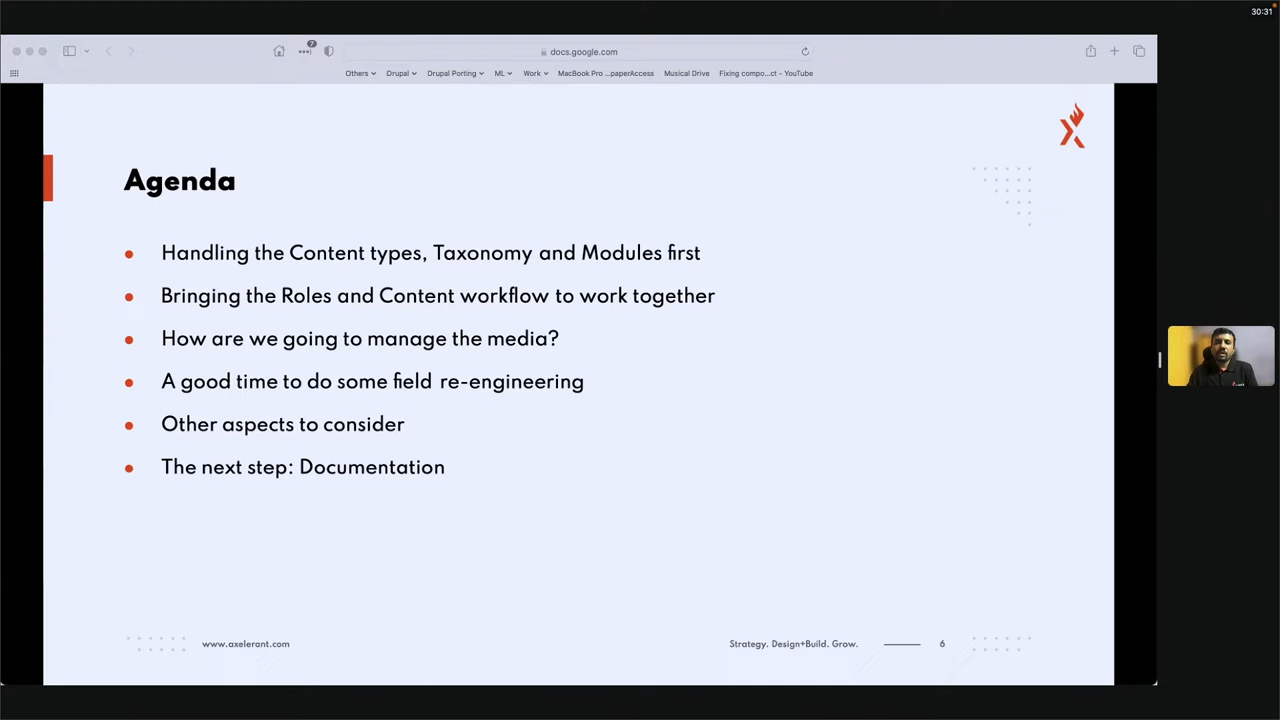 30:31
7
docs.google.com
Others Drupal Drupal Porting ML Work MacBook Pro ...paperAccess Musical Drive Fixing compo...ct - YouTube
Agenda
Handling the Content types, Taxonomy and Modules first
Bringing the Roles and Content workflow to work together
How are we going to manage the media?
A good time to do some field re-engineering
Other aspects to consider
The next step: Documentation
www.axelerant.com
Strategy. Design+Build. Grow. 6